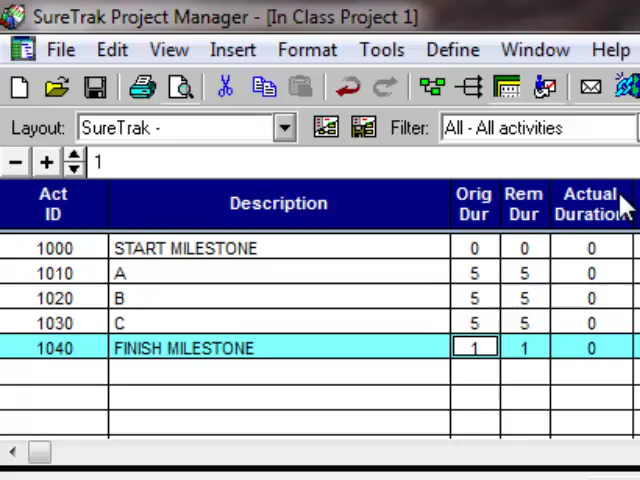 SureTrak Project Manager - [In Class Project 1]
File Edit View Insert Format Tools Define Window Help
Layout: SureTrak - Filter: All - All activities
1
Act ID Description Orig Dur Rem Dur Actual Duration
1000 START MILESTONE 0 0 0
1010 A 5 5 0
1020 B 5 5 0
1030 C 5 5 0
1040 FINISH MILESTONE 1 1 0